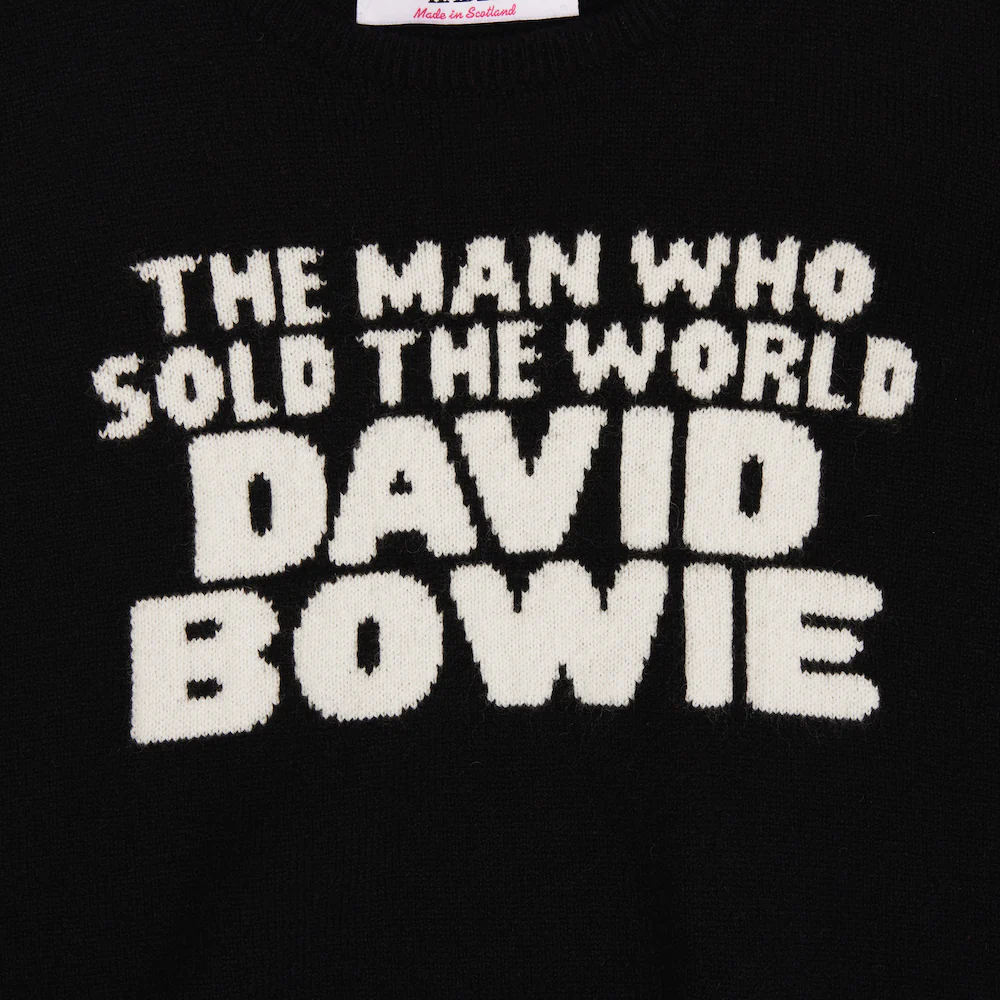 Made in Scotland
THE MAN WHO
SOLD THE WORLD
DAVID
BOWIE